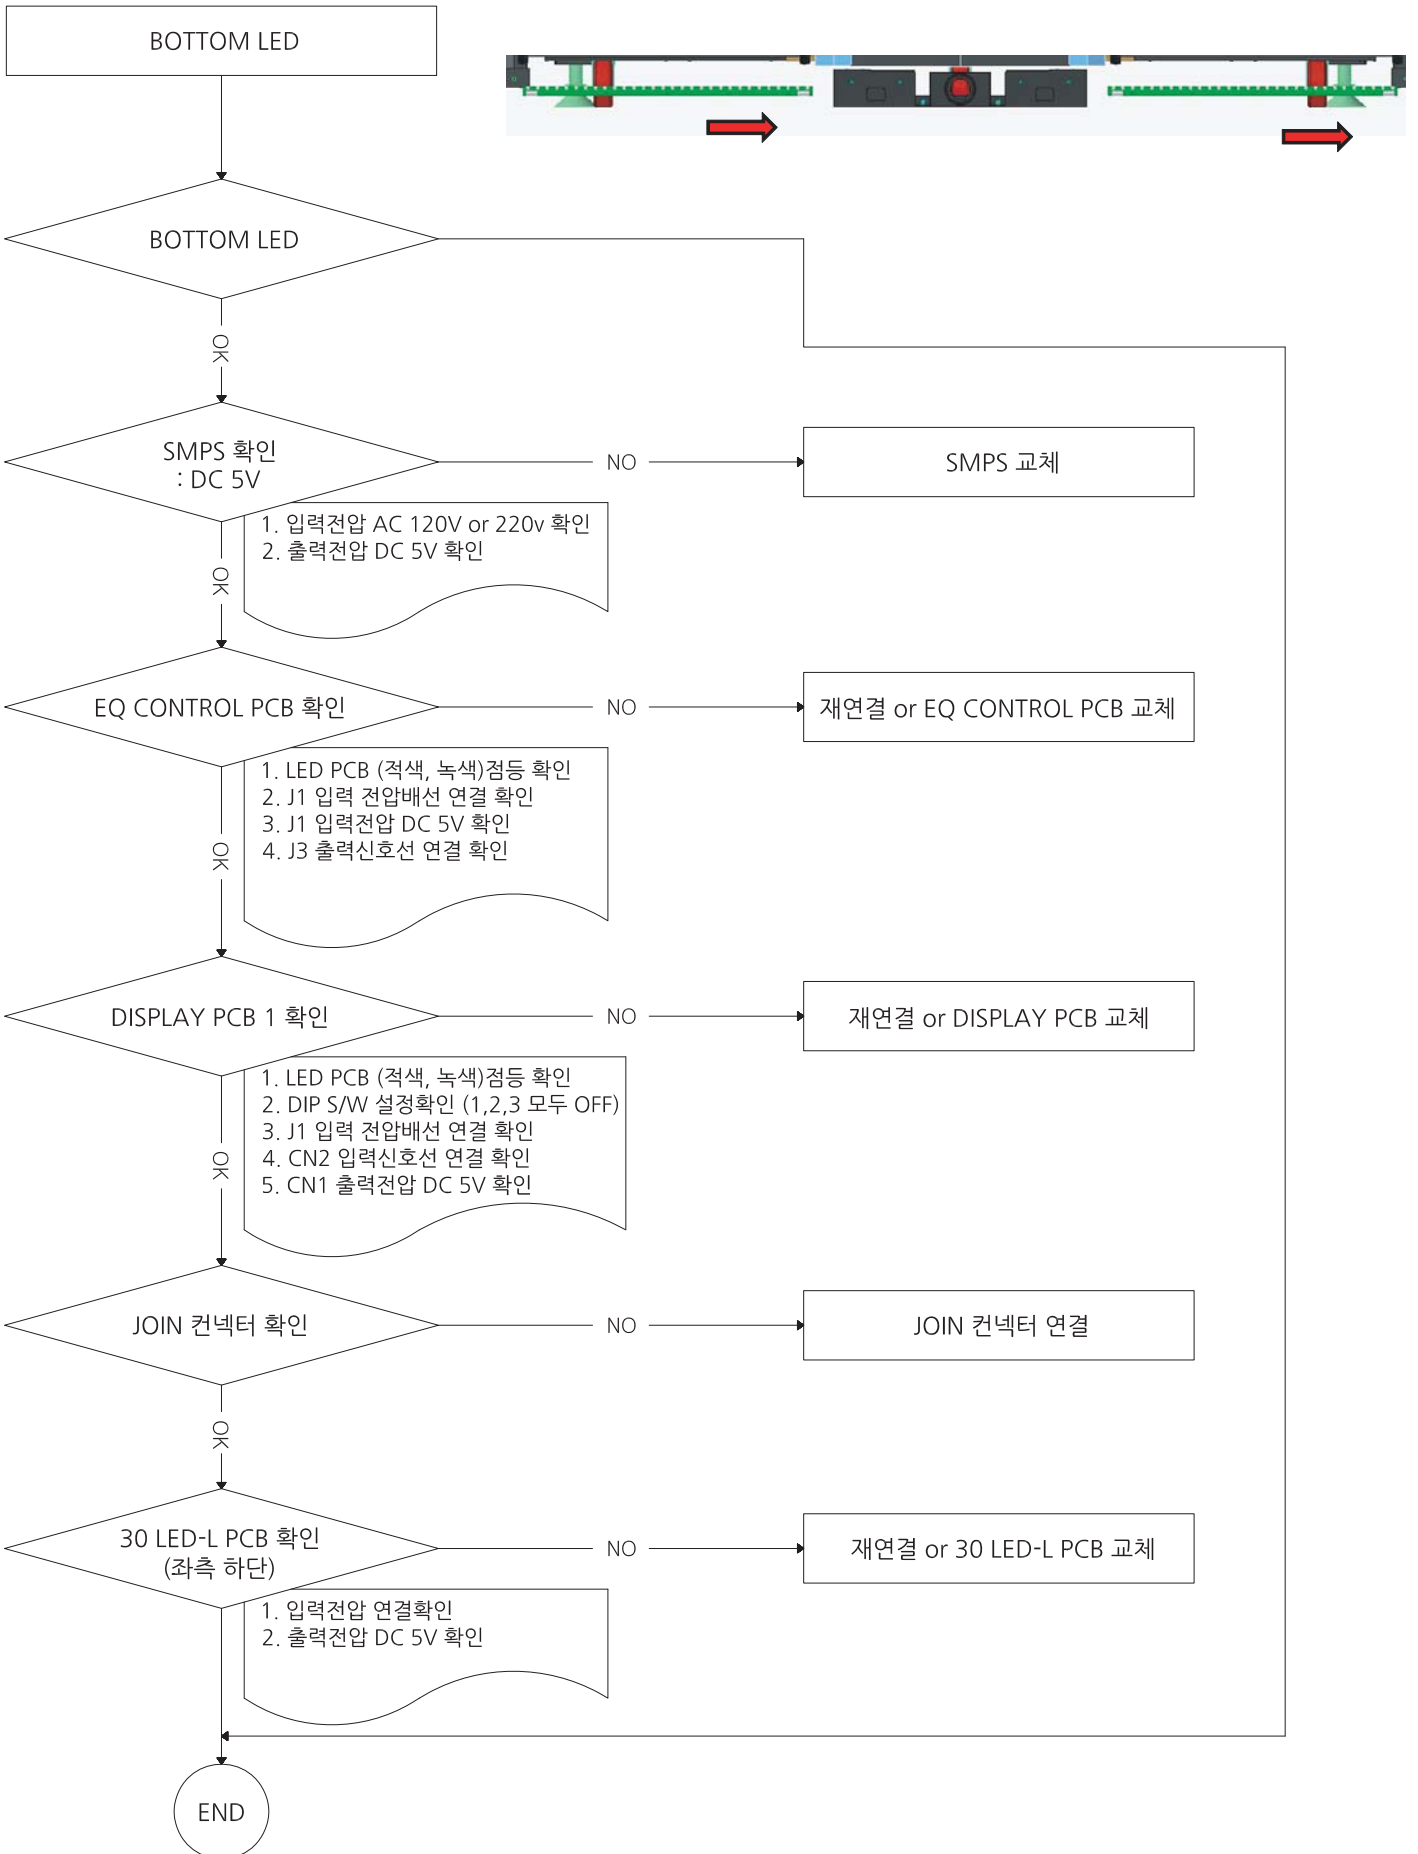 BOTTOM LED
BOTTOM LED
OK
SMPS 확인
: DC 5V
NO
SMPS 교체
1. 입력전압 AC 120V or 220v 확인
2. 출력전압 DC 5V 확인
OK
EQ CONTROL PCB 확인
NO
재연결 or EQ CONTROL PCB 교체
1. LED PCB (적색, 녹색)점등 확인
2. J1 입력 전압배선 연결 확인
3. J1 입력전압 DC 5V 확인
4. J3 출력신호선 연결 확인
OK
DISPLAY PCB 1 확인
NO
재연결 or DISPLAY PCB 교체
1. LED PCB (적색, 녹색)점등 확인
2. DIP S/W 설정확인 (1,2,3 모두 OFF)
3. J1 입력 전압배선 연결 확인
4. CN2 입력신호선 연결 확인
5. CN1 출력전압 DC 5V 확인
OK
JOIN 컨넥터 확인
NO
JOIN 컨넥터 연결
OK
30 LED-L PCB 확인
(좌측 하단)
NO
재연결 or 30 LED-L PCB 교체
1. 입력전압 연결확인
2. 출력전압 DC 5V 확인
END